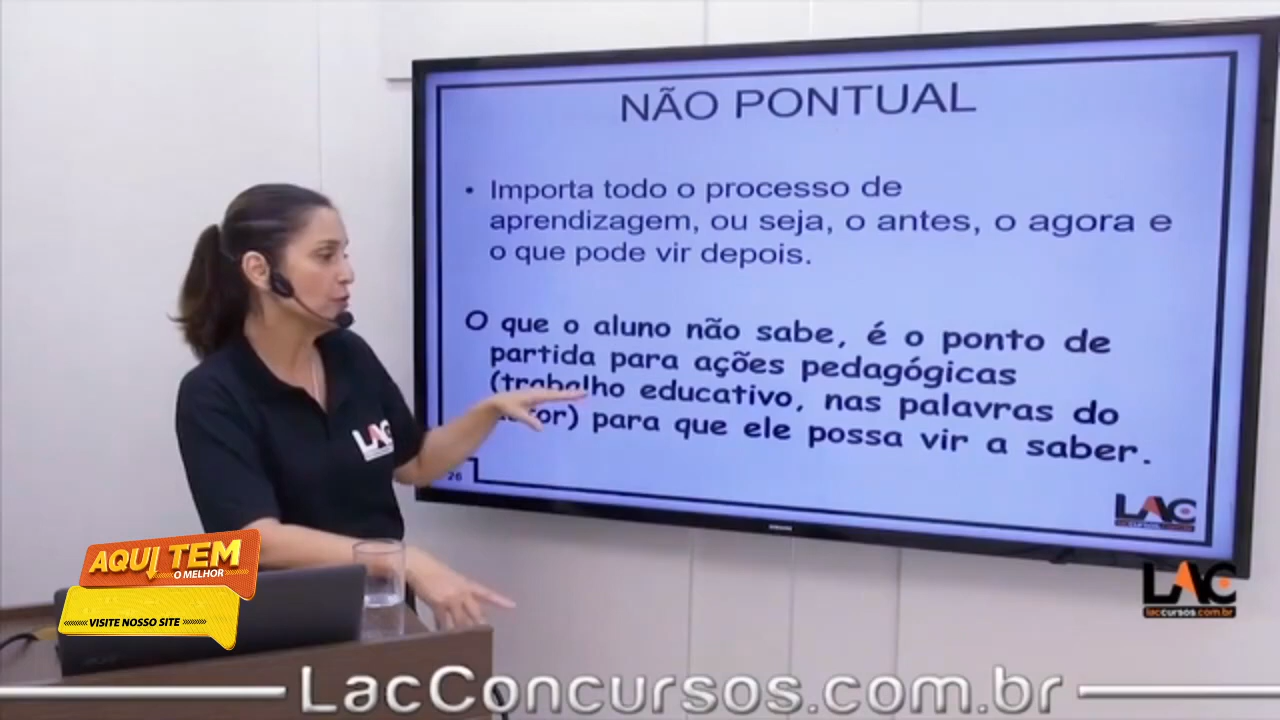 NÃO PONTUAL
• Importa todo o processo de
aprendizagem, ou seja, o antes, o agora e
o que pode vir depois.
O que o aluno não sabe, é o ponto de
partida para ações pedagógicas
(trabalho educativo, nas palavras do
para que ele possa vir a saber.
26
LAC
LAC
LAC
laccursos.com.br
AQUI TEM
O MELHOR
VISITE NOSSO SITE
LacConcursos.com.br